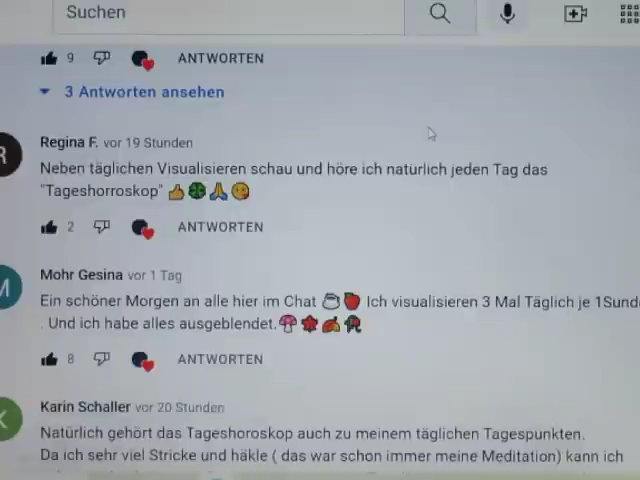 Suchen
9 ANTWORTEN
3 Antworten ansehen
R
Regina F. vor 19 Stunden
Neben täglichen Visualisieren schau und höre ich natürlich jeden Tag das
"Tageshorroskop" 👍🍀🙏😋
2 ANTWORTEN
M
Mohr Gesina vor 1 Tag
Ein schöner Morgen an alle hier im Chat ☕🍎 Ich visualisieren 3 Mal Täglich je 1Sund
. Und ich habe alles ausgeblendet.🍄🍁🍂🥀
8 ANTWORTEN
K
Karin Schaller vor 20 Stunden
Natürlich gehört das Tageshoroskop auch zu meinem täglichen Tagespunkten.
Da ich sehr viel Stricke und häkle ( das war schon immer meine Meditation) kann ich